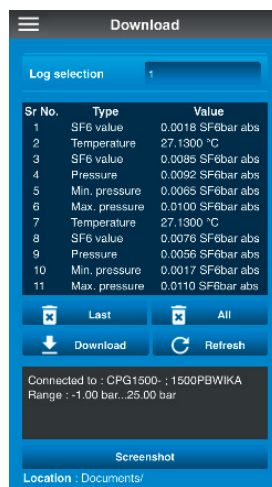 Download
Log selection 1
Sr No. Type Value
1 SF6 value 0.0018 SF6bar abs
2 Temperature 27.1300 °C
3 SF6 value 0.0085 SF6bar abs
4 Pressure 0.0092 SF6bar abs
5 Min. pressure 0.0065 SF6bar abs
6 Max. pressure 0.0100 SF6bar abs
7 Temperature 27.1300 °C
8 SF6 value 0.0076 SF6bar abs
9 Pressure 0.0056 SF6bar abs
10 Min. pressure 0.0017 SF6bar abs
11 Max. pressure 0.0110 SF6bar abs
Last All
Download Refresh
Connected to : CPG1500- ; 1500PBWIKA
Range : -1.00 bar...25.00
bar
Screenshot
Location : Documents/